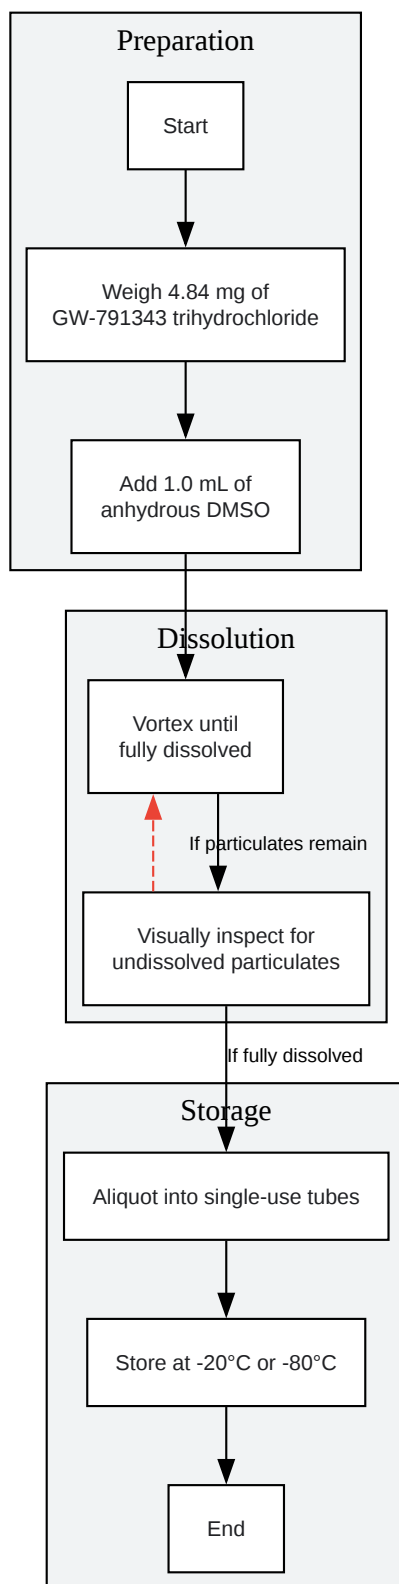 Preparation
Start
Weigh 4.84 mg of
GW-791343 trihydrochloride
Add 1.0 mL of
anhydrous DMSO
Dissolution
Vortex until
fully dissolved
If particulates remain
Visually inspect for
undissolved particulates
If fully dissolved
Storage
Aliquot into single-use tubes
Store at -20°C or -80°C
End